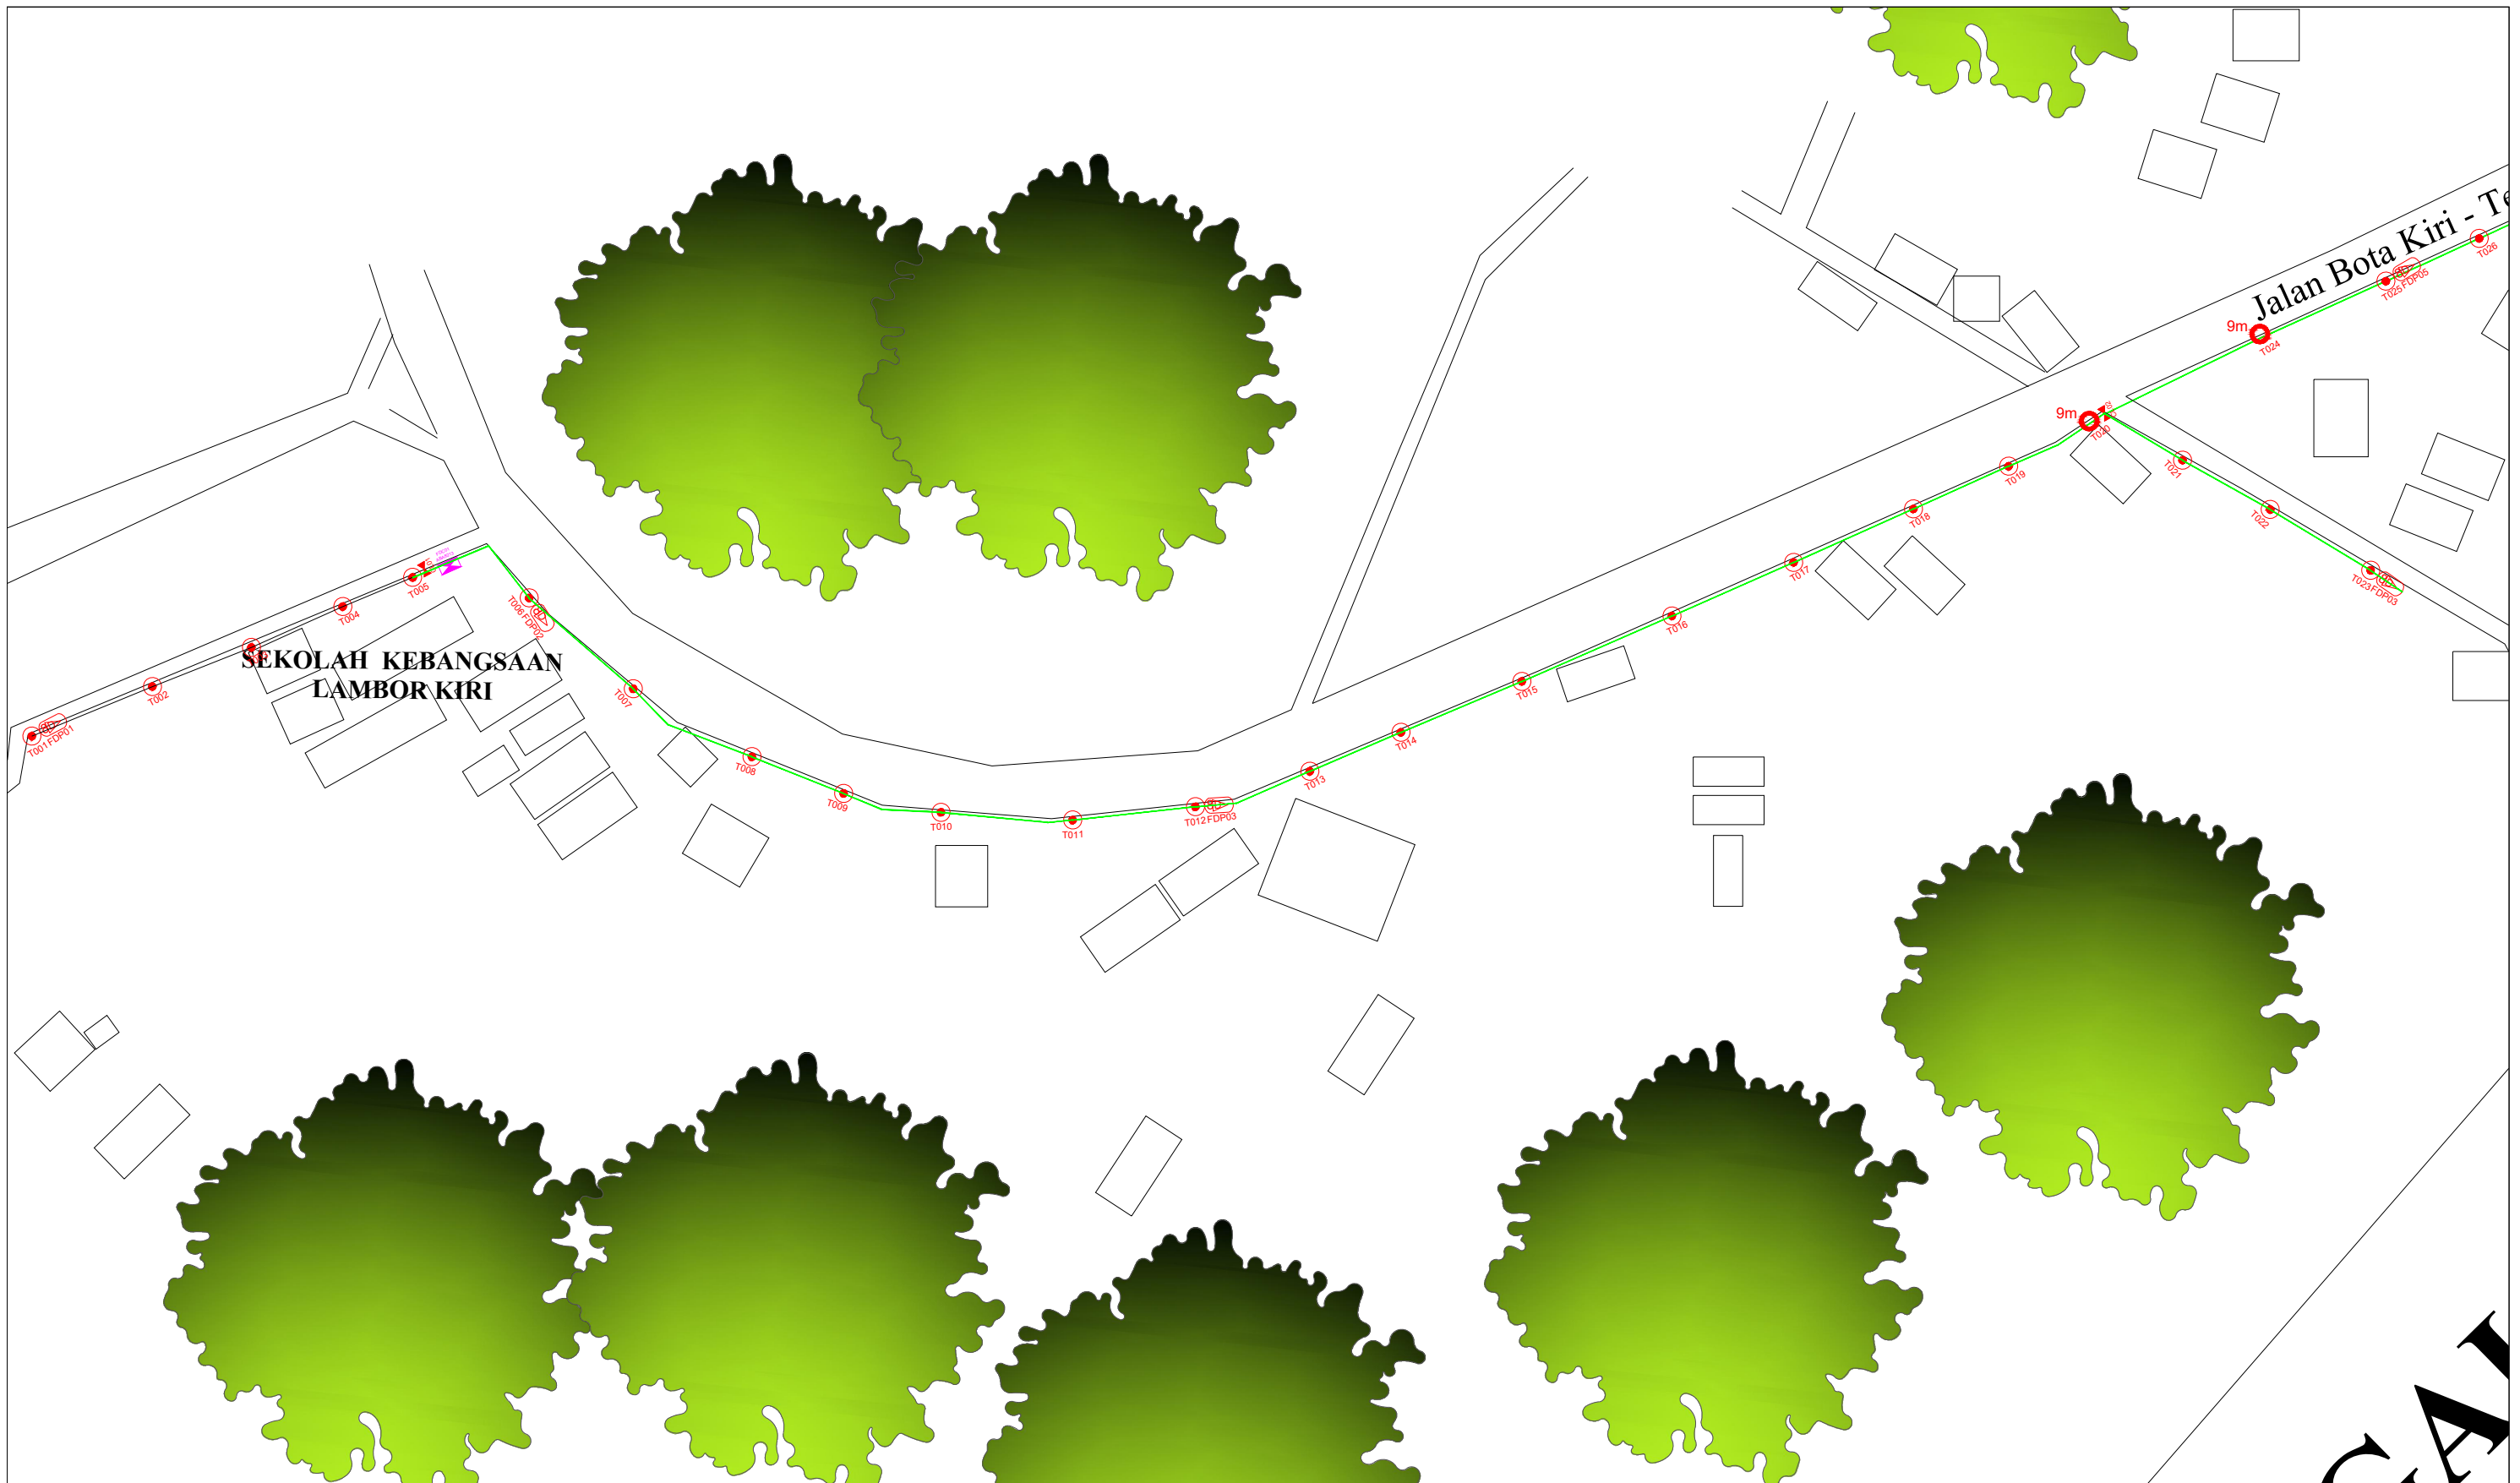 Jalan Bota Kiri - Te
T026
T025 FDP05
9m
T024
9m
T020
T019
T021
T018
T022
T017
T023 FDP03
T016
T005
T004
T006 FDP02
SEKOLAH KEBANGSAAN
LAMBOR KIRI
T002
T001 FDP01
T007
T015
T014
T008
T013
T009
T010
T011
T012 FDP03
GAI